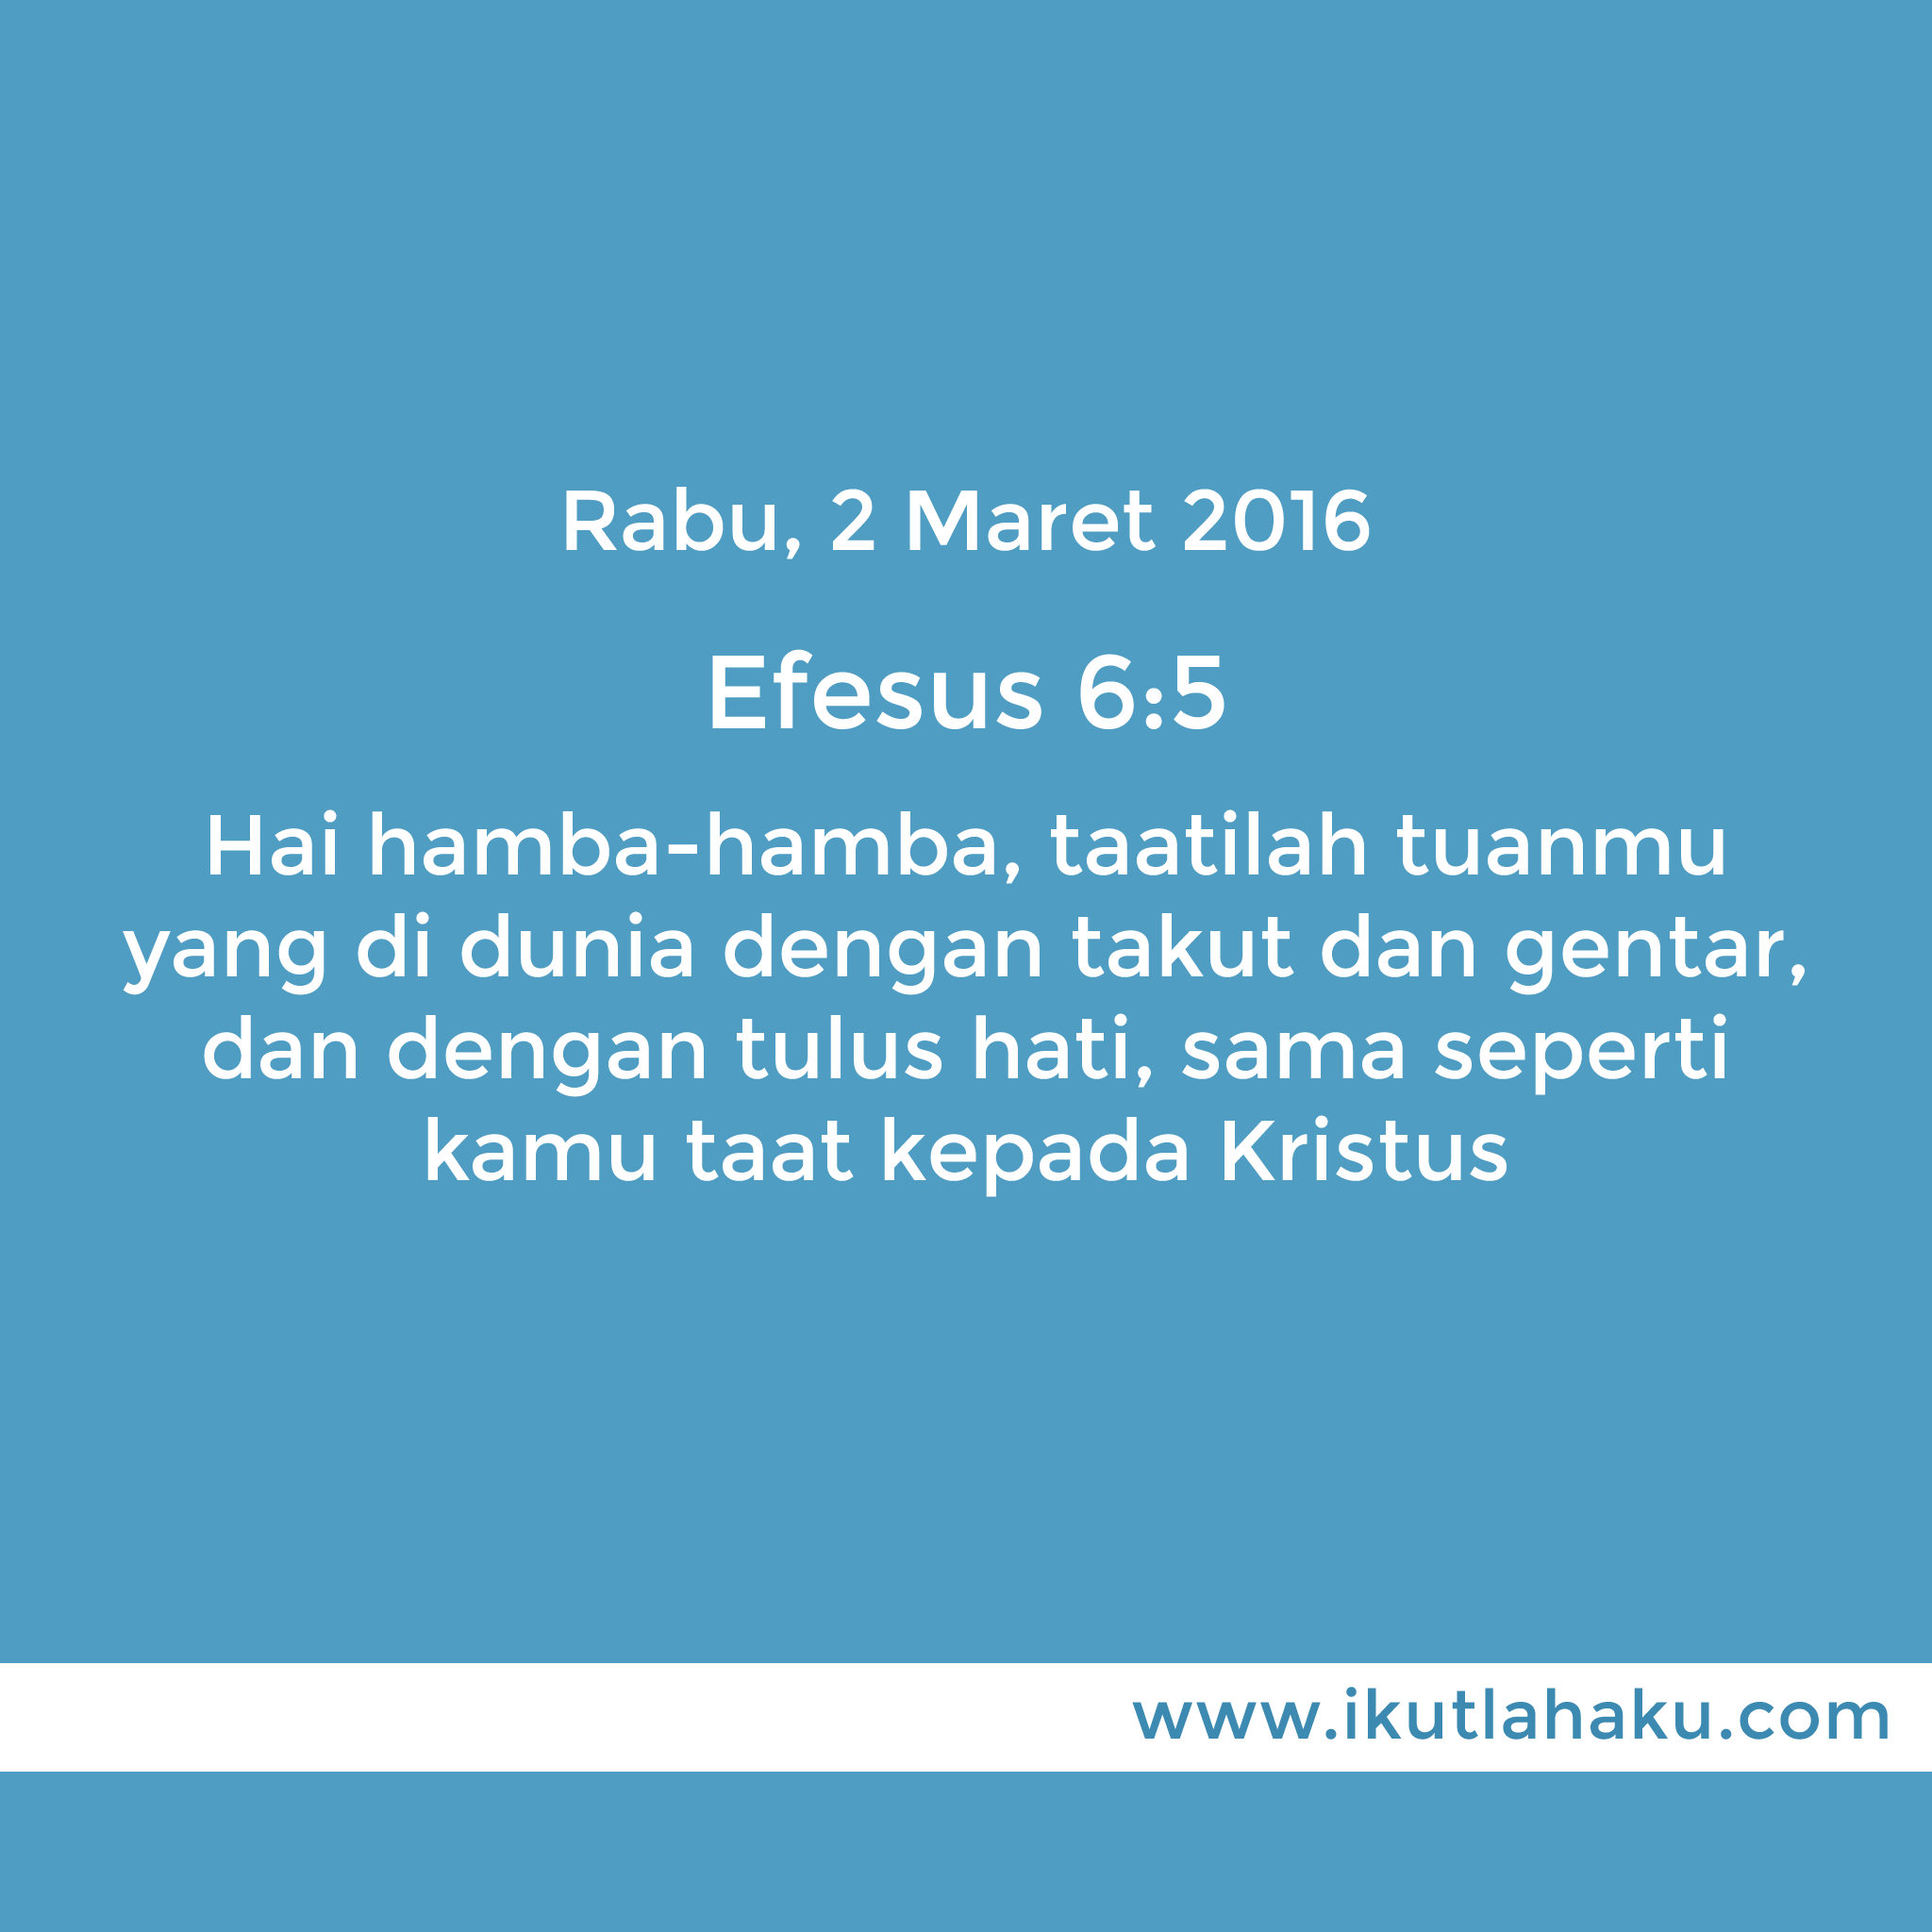 Rabu, 2 Maret 2016
Efesus 6:5
Hai hamba-hamba, taatilah tuanmu
yang di dunia dengan takut dan gentar,
dan dengan tulus hati, sama seperti
kamu taat kepada Kristus
www.ikutlahaku.com